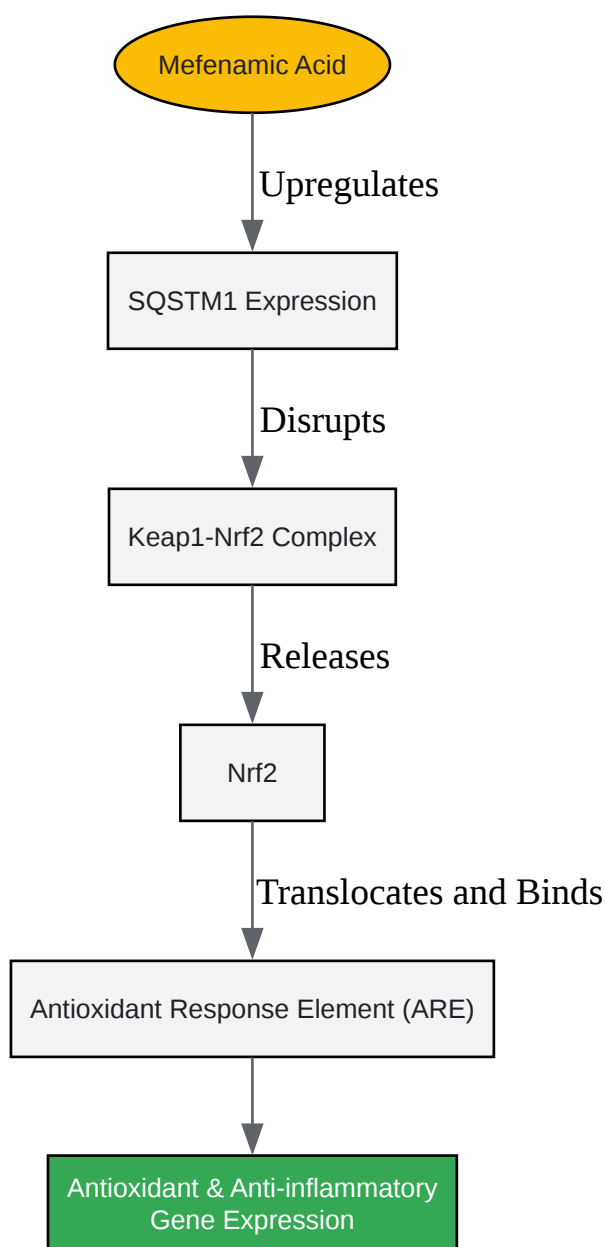 Mefenamic Acid
Upregulates
SQSTM1 Expression
Disrupts
Keap1-Nrf2 Complex
Releases
Nrf2
Translocates and Binds
Antioxidant Response Element (ARE)
Antioxidant & Anti-inflammatory
Gene Expression